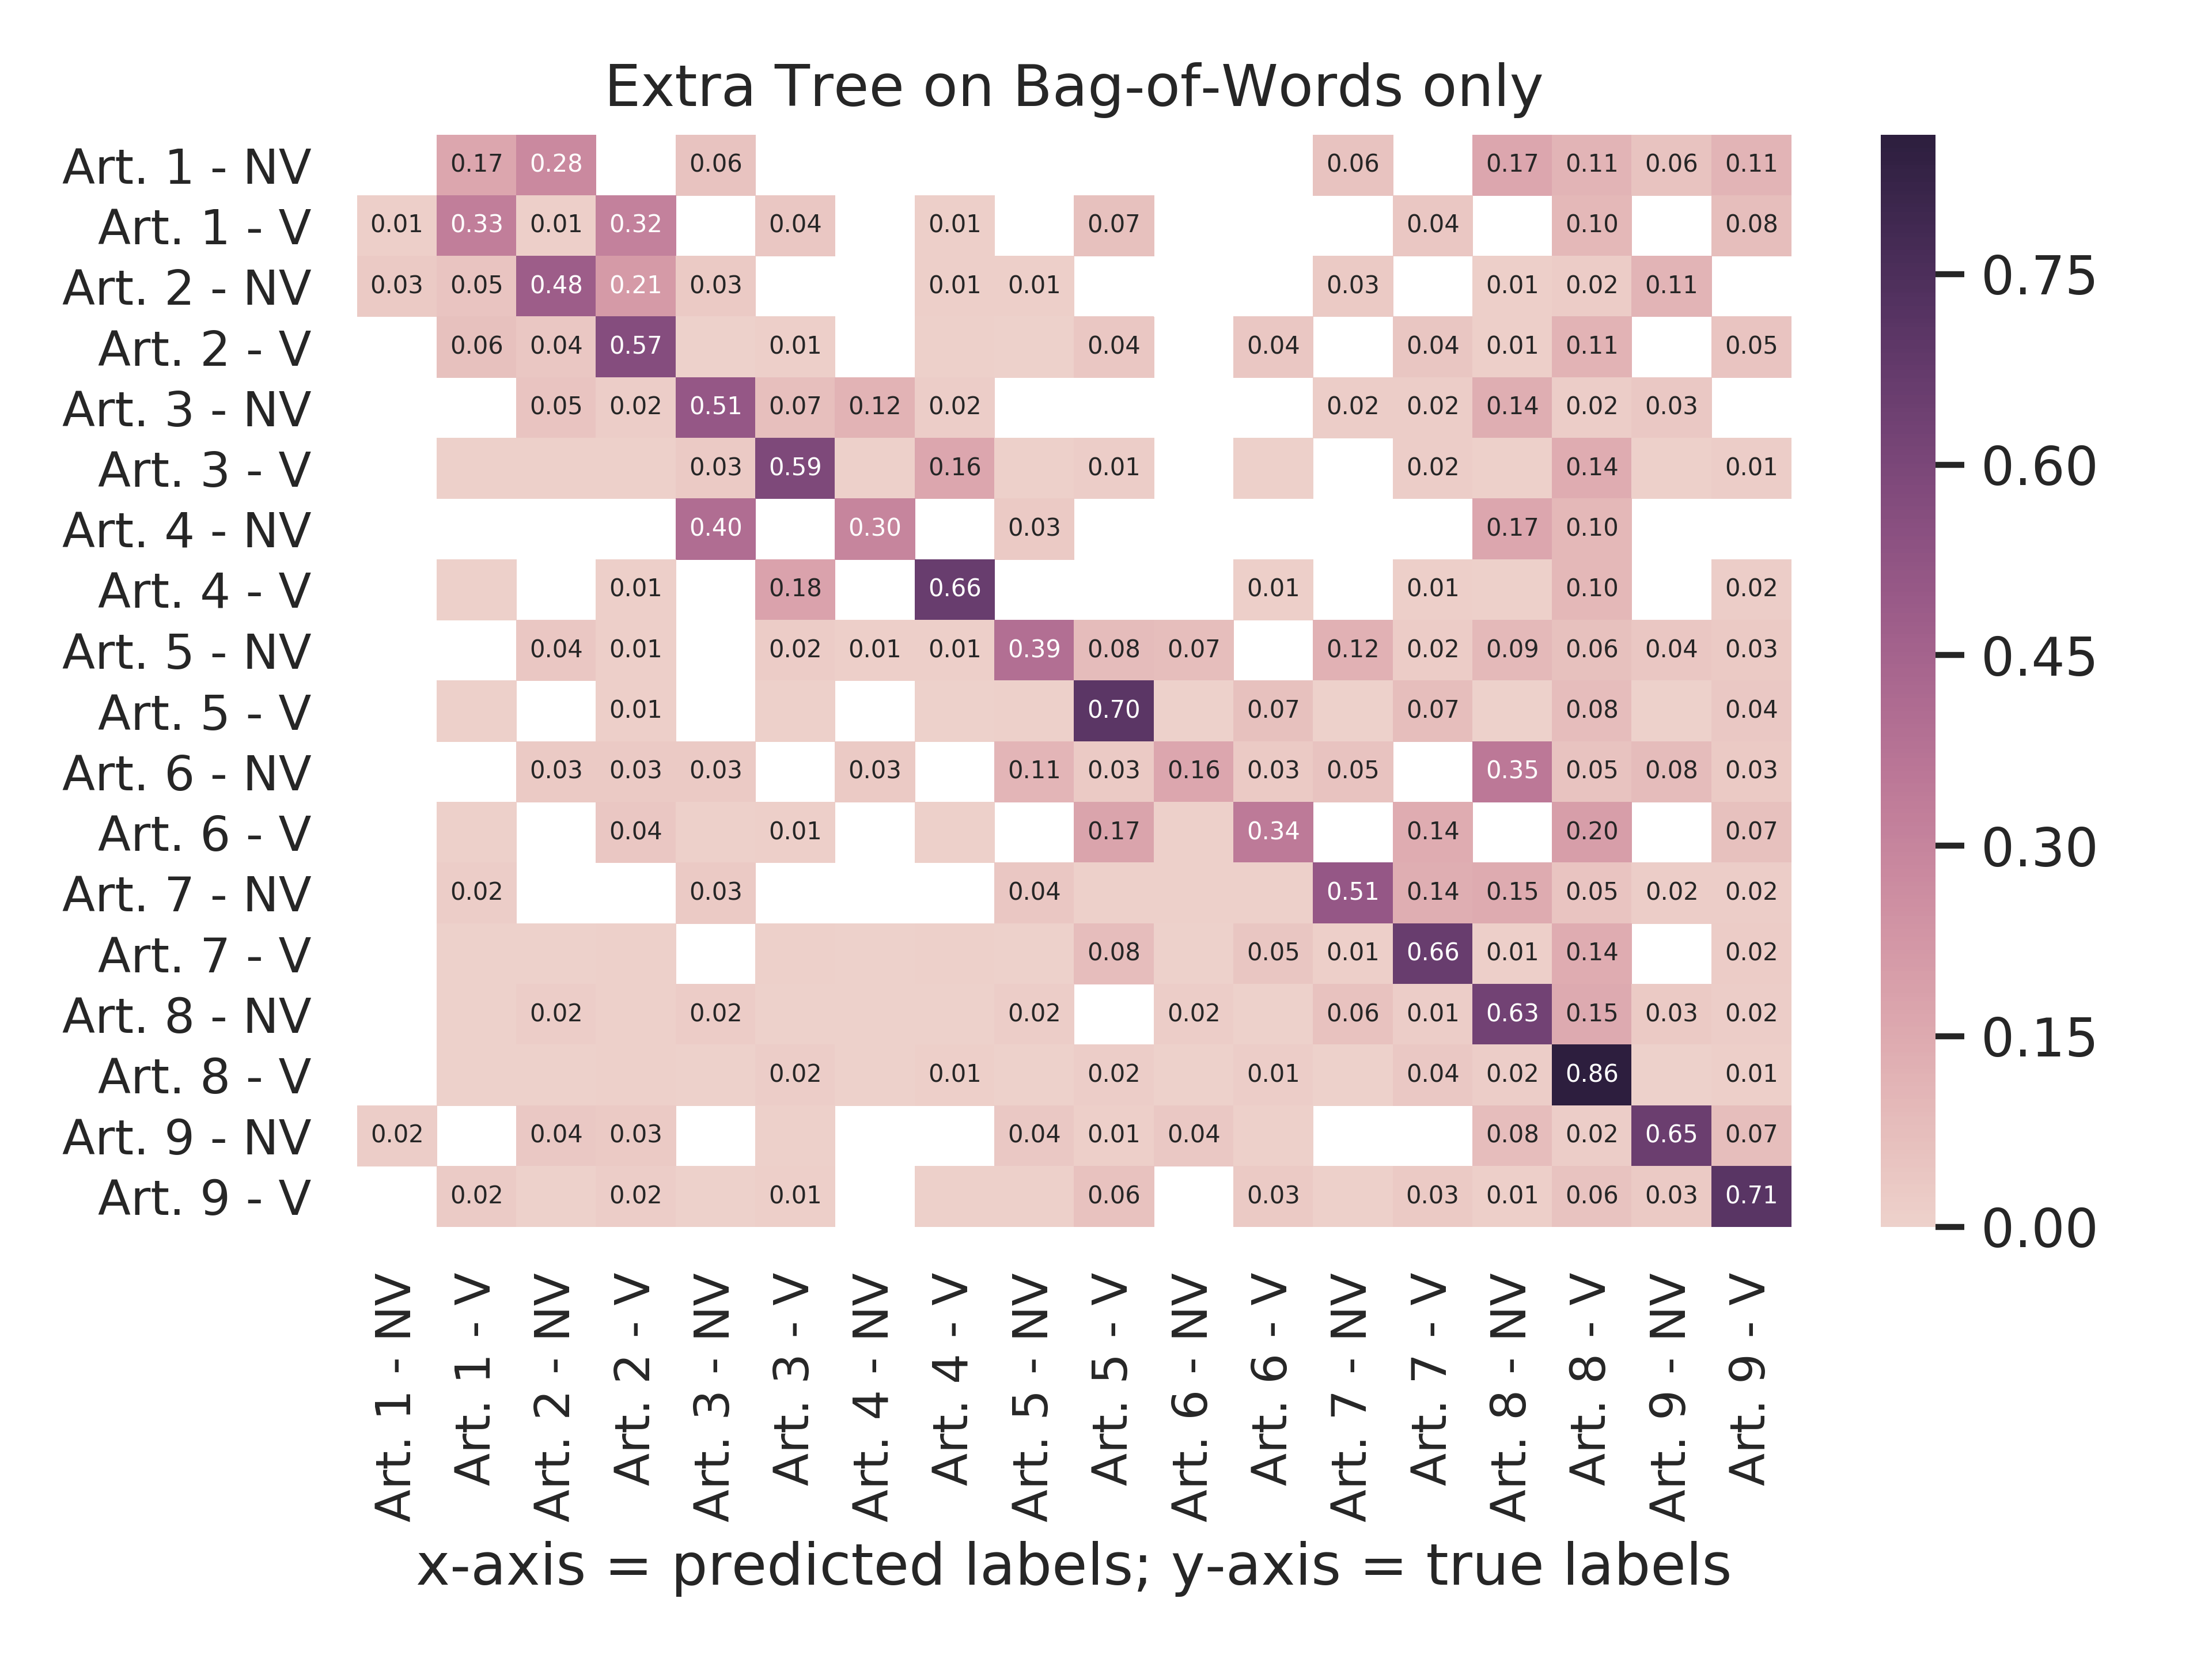 Extra Tree on Bag-of-Words only
Art. 1 - NV 0.17 0.28 0.06 0.06 0.17 0.11 0.06 0.11
Art. 1 - V 0.01 0.33 0.01 0.32 0.04 0.01 0.07 0.04 0.10 0.08
Art. 2 - NV 0.03 0.05 0.48 0.21 0.03 0.01 0.01 0.03 0.01 0.02 0.11
Art. 2 - V 0.06 0.04 0.57 0.01 0.04 0.04 0.04 0.01 0.11 0.05
Art. 3 - NV 0.05 0.02 0.51 0.07 0.12 0.02 0.02 0.02 0.14 0.02 0.03
Art. 3 - V 0.03 0.59 0.16 0.01 0.02 0.14 0.01
Art. 4 - NV 0.40 0.30 0.03 0.17 0.10
Art. 4 - V 0.01 0.18 0.66 0.01 0.01 0.10 0.02
Art. 5 - NV 0.04 0.01 0.02 0.01 0.01 0.39 0.08 0.07 0.12 0.02 0.09 0.06 0.04 0.03
Art. 5 - V 0.01 0.70 0.07 0.07 0.08 0.04
Art. 6 - NV 0.03 0.03 0.03 0.03 0.11 0.03 0.16 0.03 0.05 0.35 0.05 0.08 0.03
Art. 6 - V 0.04 0.01 0.17 0.34 0.14 0.20 0.07
Art. 7 - NV 0.02 0.03 0.04 0.51 0.14 0.15 0.05 0.02 0.02
Art. 7 - V 0.08 0.05 0.01 0.66 0.01 0.14 0.02
Art. 8 - NV 0.02 0.02 0.02 0.02 0.06 0.01 0.63 0.15 0.03 0.02
Art. 8 - V 0.02 0.01 0.02 0.01 0.04 0.02 0.86 0.01
Art. 9 - NV 0.02 0.04 0.03 0.04 0.01 0.04 0.08 0.02 0.65 0.07
Art. 9 - V 0.02 0.02 0.01 0.06 0.03 0.03 0.01 0.06 0.03 0.71
0.75
0.60
0.45
0.30
0.15
0.00
Art. 1 - NV
Art. 1 - V
Art. 2 - NV
Art. 2 - V
Art. 3 - NV
Art. 3 - V
Art. 4 - NV
Art. 4 - V
Art. 5 - NV
Art. 5 - V
Art. 6 - NV
Art. 6 - V
Art. 7 - NV
Art. 7 - V
Art. 8 - NV
Art. 8 - V
Art. 9 - NV
Art. 9 - V
x-axis = predicted labels; y-axis = true labels